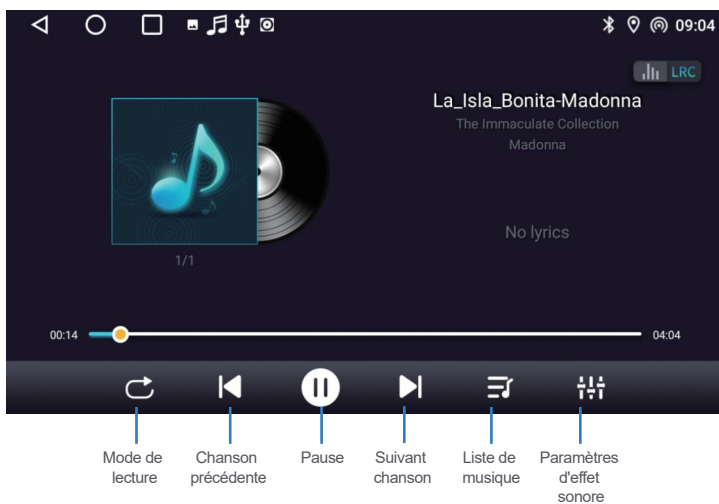 09:04
LRC
La_Isla_Bonita-Madonna
The Immaculate Collection
Madonna
No lyrics
1/1
00:14
04:04
Mode de
lecture
Chanson
précédente
Pause
Suivant
chanson
Liste de
musique
Paramètres
d'effet
sonore